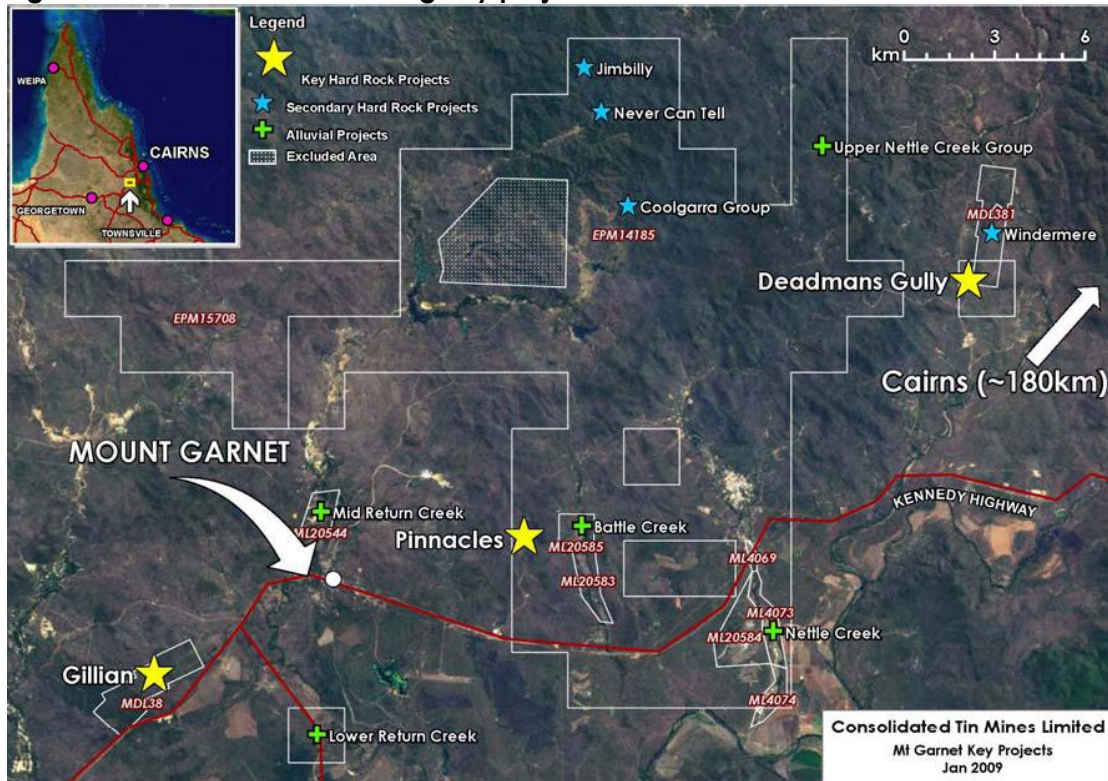 Legend
Key Hard Rock Projects
Secondary Hard Rock Projects
Alluvial Projects
Excluded Area
WEIPA
CAIRNS
GEORGETOWN
TOWNSVILLE
0 3 6
km
Jimbilly
Never Can Tell
Upper Nettle Creek Group
Coolgarra Group
EPM14185
MDL381
Windermere
Deadmans Gully
EPM15708
Cairns (~180km)
MOUNT GARNET
KENNEDY HIGHWAY
Mid Return Creek
ML20544
Pinnacles
Battle Creek
ML20585
ML20583
ML4069
ML4073
ML20584
Nettle Creek
Gillian
MDL38
ML4074
Lower Return Creek
Consolidated Tin Mines Limited
Mt Garnet Key Projects
Jan 2009